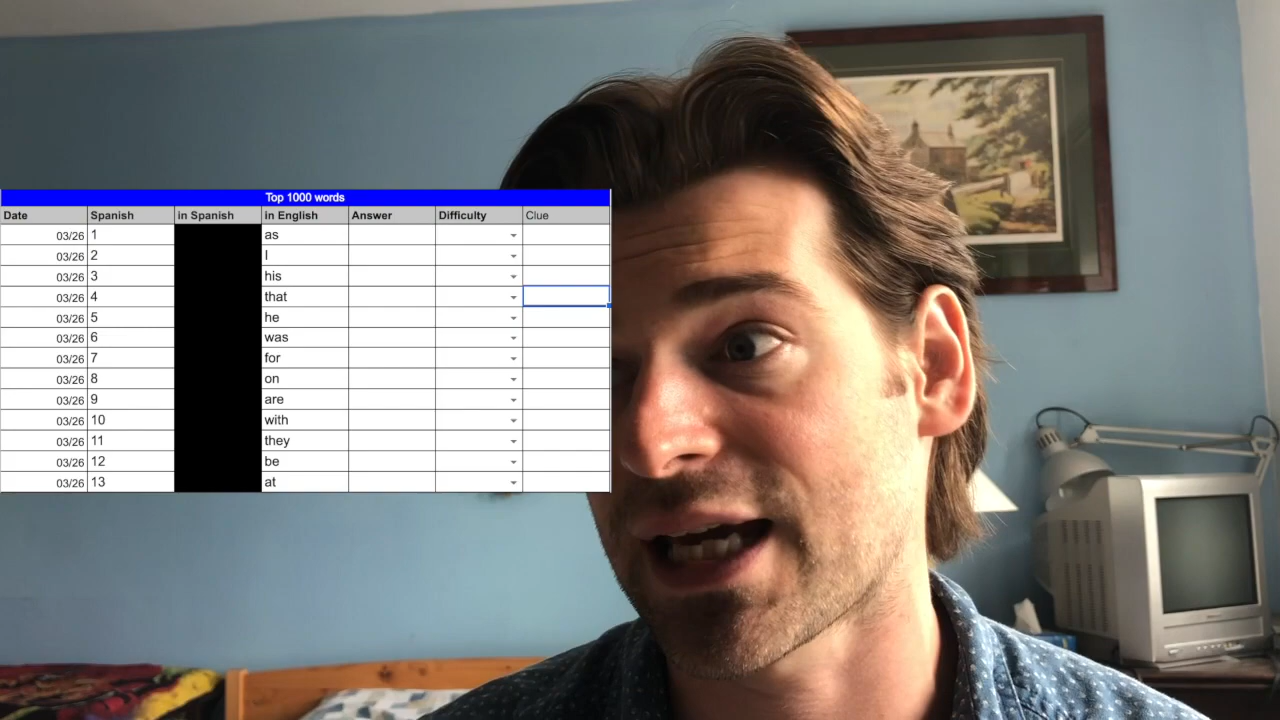 Top 1000 words
Date Spanish in Spanish in English Answer Difficulty Clue
03/26 1 as
03/26 2 I
03/26 3 his
03/26 4 that
03/26 5 he
03/26 6 was
03/26 7 for
03/26 8 on
03/26 9 are
03/26 10 with
03/26 11 they
03/26 12 be
03/26 13 at